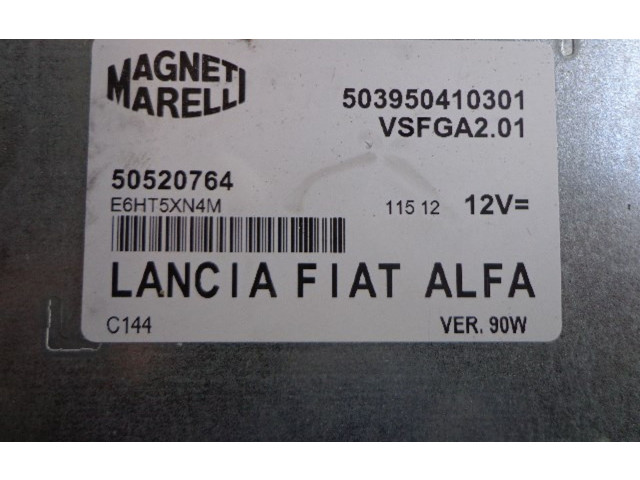 MAGNETI
MARELLI
503950410301
VSFGA2.01
50520764
E6HT5XN4M
115 12 12V=
LANCIA FIAT ALFA
C144 VER. 90W